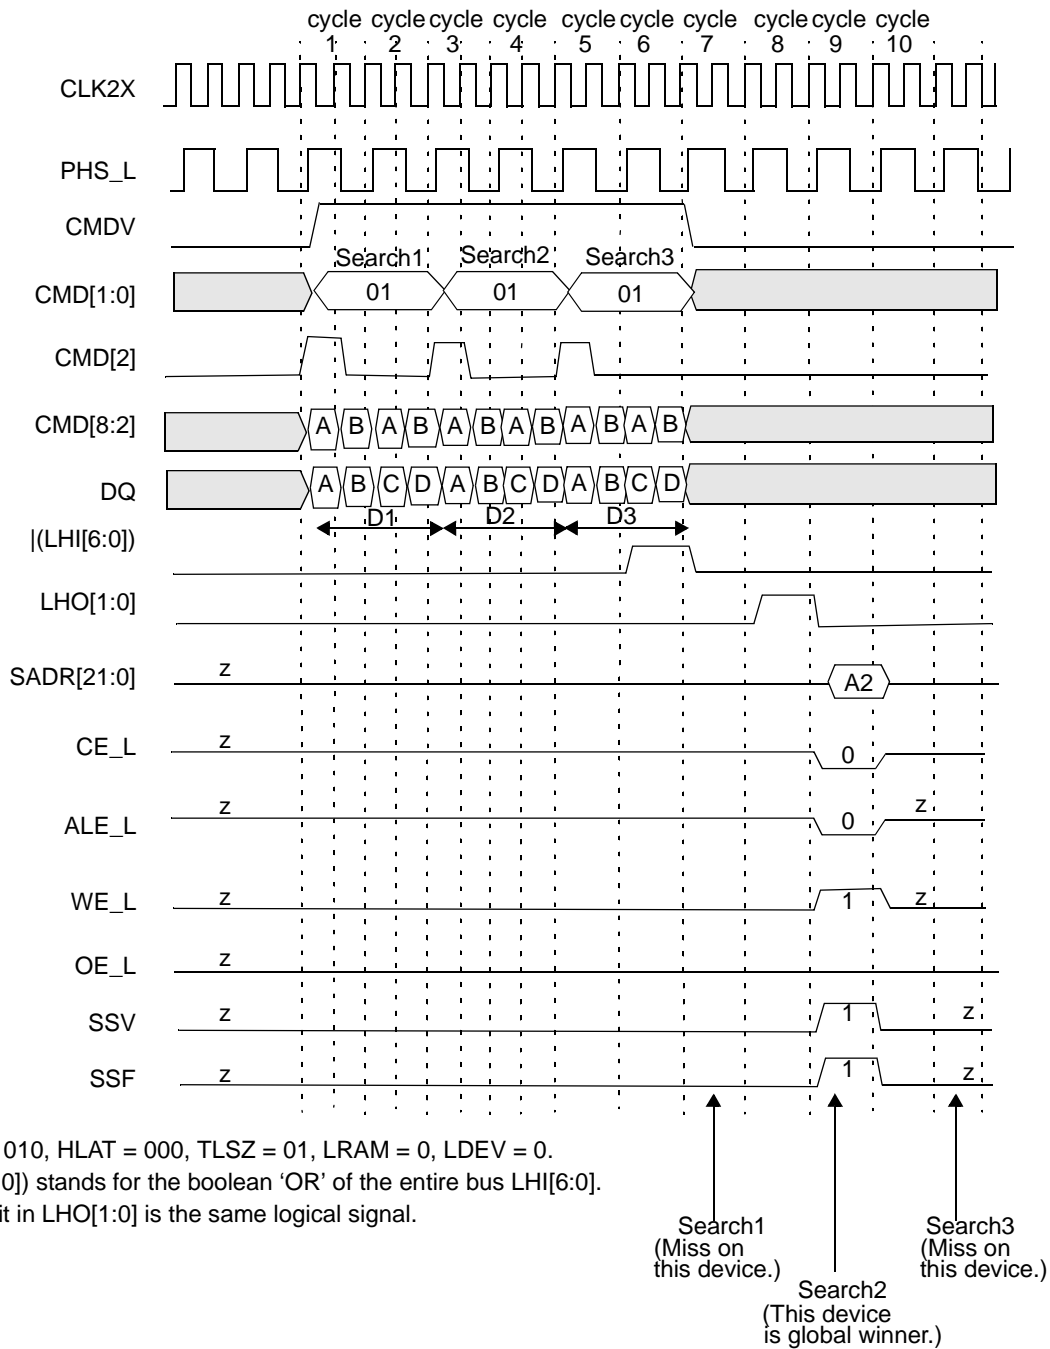 cycle cycle cycle cycle cycle cycle cycle cycle cycle cycle
1 2 3 4 5 6 7 8 9 10
CLK2X
PHS_L
CMDV
Search1 Search2 Search3
CMD[1:0] 01 01 01
CMD[2]
CMD[8:2] A B A B A B A B A B A B
DQ A B C D A B C D A B C D
D1 D2 D3
|(LHI[6:0])
LHO[1:0]
SADR[21:0] z A2
CE_L z 0
ALE_L z 0 z
WE_L z 1 z
OE_L z
SSV z 1 z
SSF z 1 z
010, HLAT = 000, TLSZ = 01, LRAM = 0, LDEV = 0.
0]) stands for the boolean ‘OR’ of the entire bus LHI[6:0].
it in LHO[1:0] is the same logical signal.
Search1
(Miss on
this device.)
Search2
(This device
is global winner.)
Search3
(Miss on
this device.)